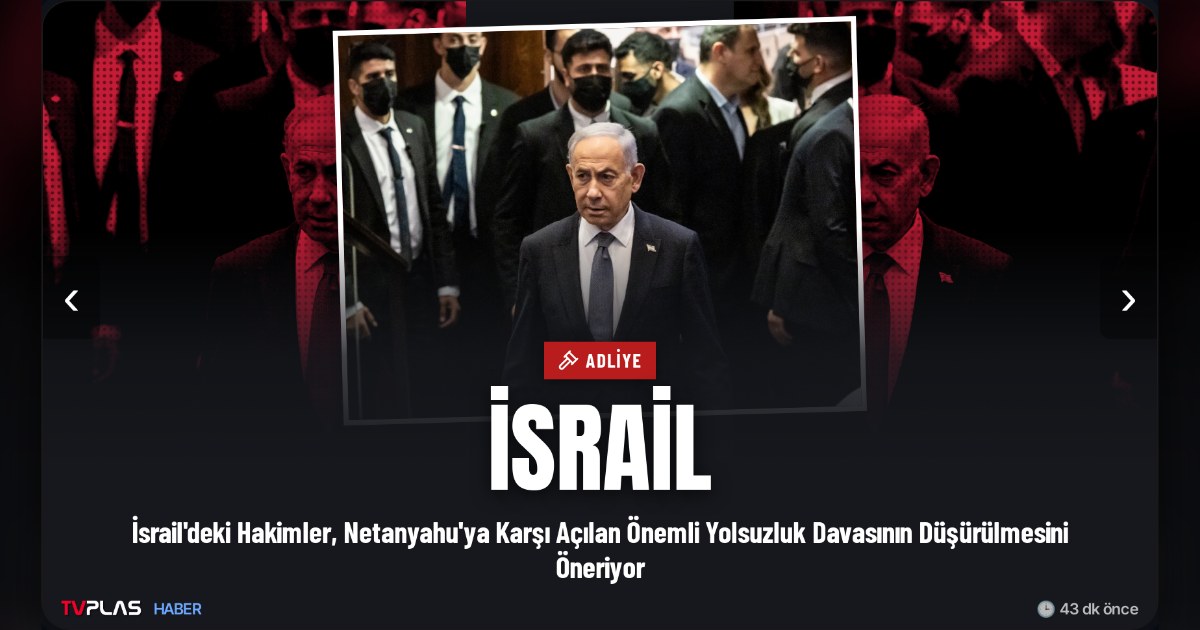 ADLİYE
İSRAİL
İsrail'deki Hakimler, Netanyahu'ya Karşı Açılan Önemli Yolsuzluk Davasının Düşürülmesini
Öneriyor
TVPLAS HABER
43 dk önce